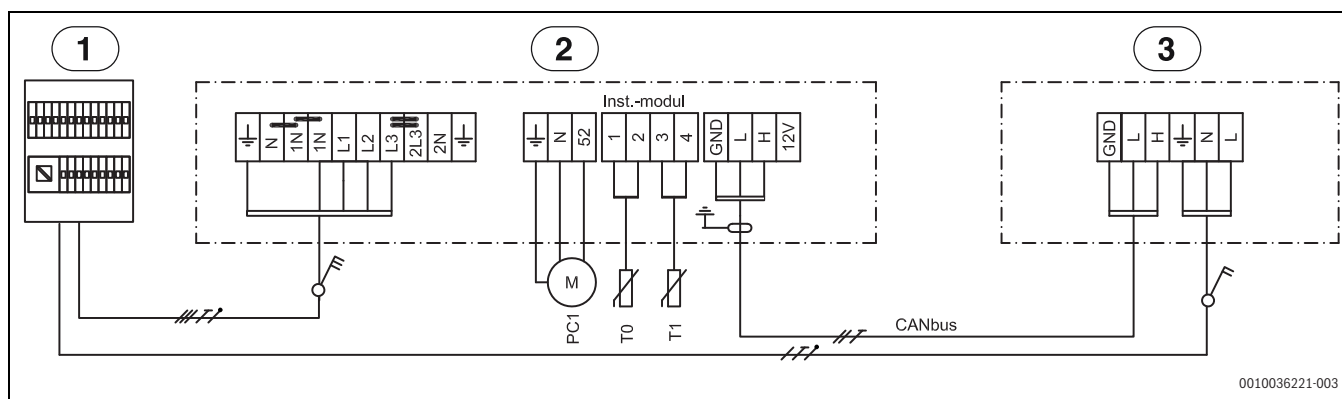 1
2
3
Inst.-modul
N
1N
1N
L1
L2
L3
2L3
2N
N
52
1
2
3
4
GND
L
H
12V
GND
L
H
N
L
M
PC1
T0
T1
CANbus
0010036221-003